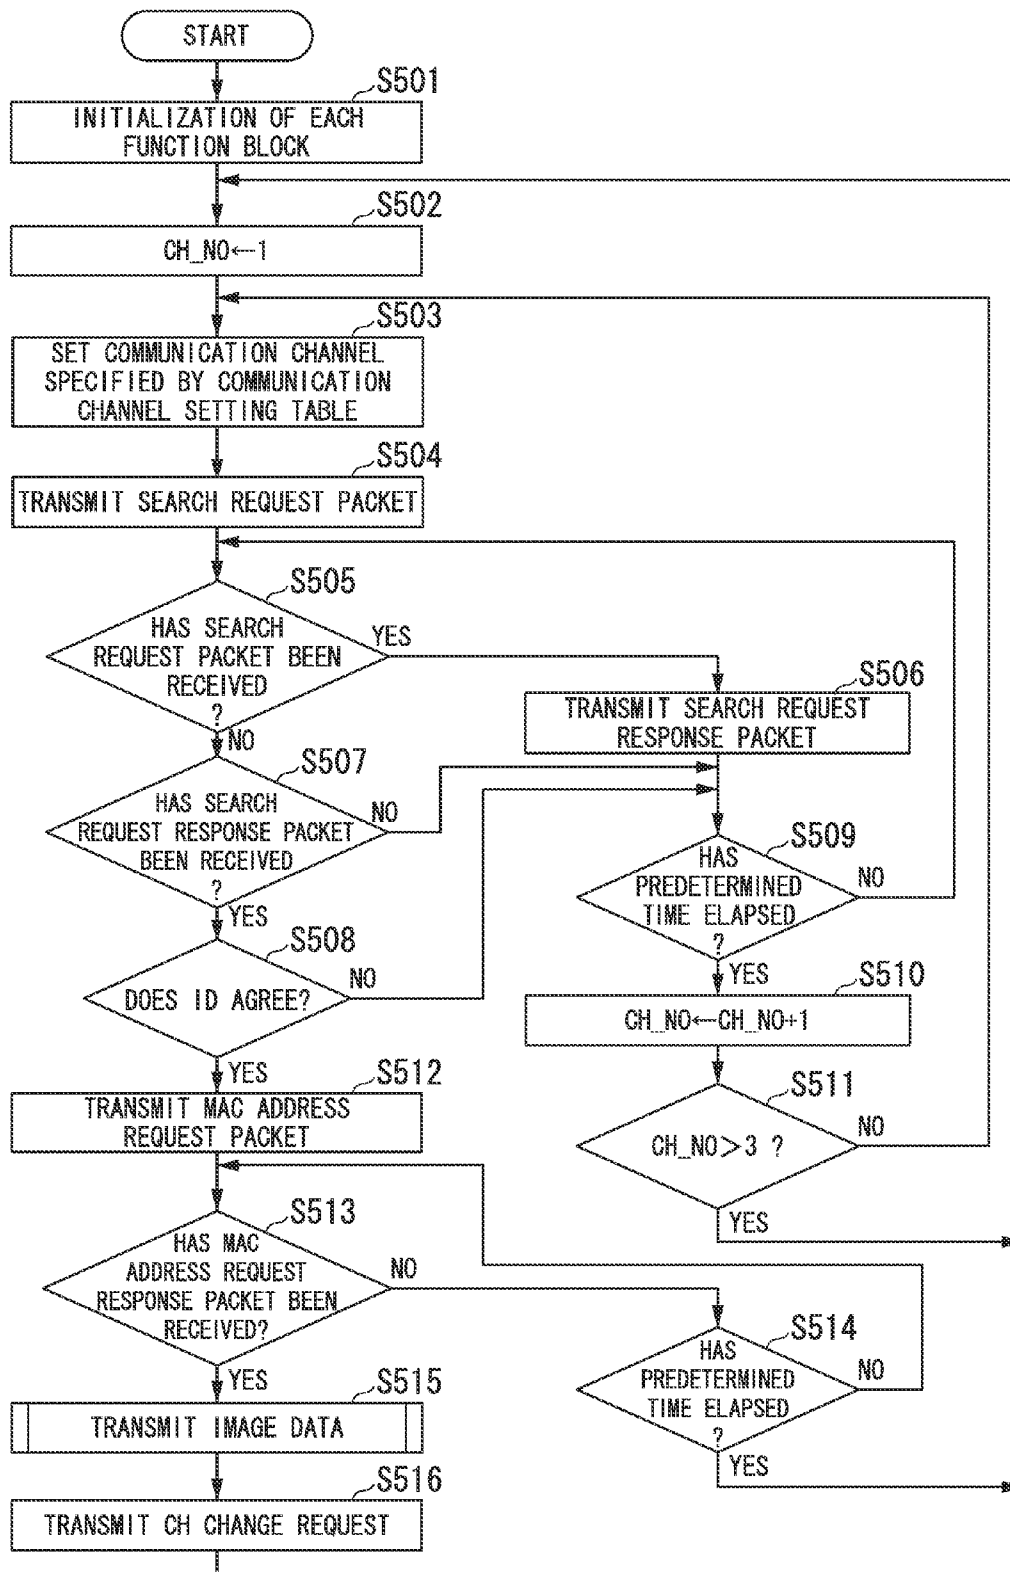 START
S501
INITIALIZATION OF EACH
FUNCTION BLOCK
S502
CH_NO←1
S503
SET COMMUNICATION CHANNEL
SPECIFIED BY COMMUNICATION
CHANNEL SETTING TABLE
S504
TRANSMIT SEARCH REQUEST PACKET
S505
HAS SEARCH
REQUEST PACKET BEEN
RECEIVED
?
YES
NO
S506
TRANSMIT SEARCH REQUEST
RESPONSE PACKET
S507
HAS SEARCH
REQUEST RESPONSE PACKET
BEEN RECEIVED
?
NO
YES
S508
DOES ID AGREE?
NO
YES
S509
HAS
PREDETERMINED
TIME ELAPSED
?
NO
YES
S510
CH_NO←CH_NO+1
S511
CH_NO>3 ?
NO
YES
S512
TRANSMIT MAC ADDRESS
REQUEST PACKET
S513
HAS MAC
ADDRESS REQUEST
RESPONSE PACKET BEEN
RECEIVED?
NO
YES
S514
HAS
PREDETERMINED
TIME ELAPSED
?
NO
YES
S515
TRANSMIT IMAGE DATA
S516
TRANSMIT CH CHANGE REQUEST